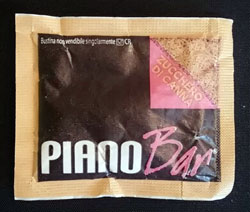 Bustina non vendibile singolarmente
ZUCCHERO
DI CANNA
PIANO Bar